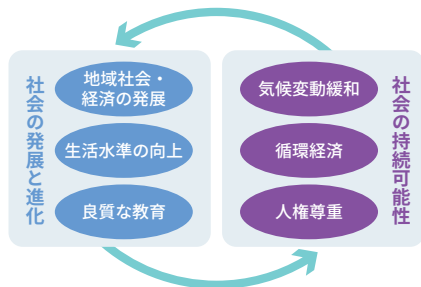 社会の発展と進化
地域社会・
経済の発展
生活水準の向上
良質な教育
気候変動緩和
循環経済
人権尊重
社会の持続可能性